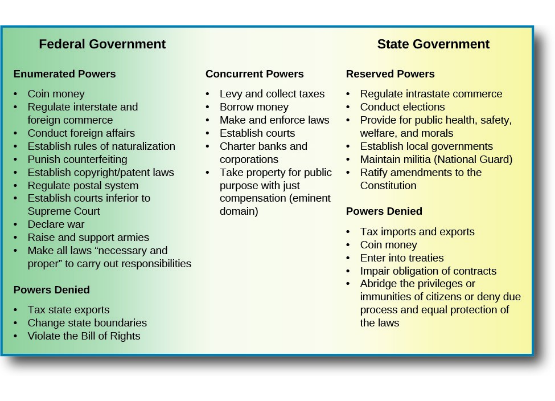 Federal Government
Enumerated Powers
• Coin money
• Regulate interstate and
foreign commerce
• Conduct foreign affairs
• Establish rules of naturalization
• Punish counterfeiting
• Establish copyright/patent laws
• Regulate postal system
• Establish courts inferior to
Supreme Court
• Declare war
• Raise and support armies
• Make all laws “necessary and
proper” to carry out responsibilities
Powers Denied
• Tax state exports
• Change state boundaries
• Violate the Bill of Rights
Concurrent Powers
• Levy and collect taxes
• Borrow money
• Make and enforce laws
• Establish courts
• Charter banks and
corporations
• Take property for public
purpose with just
compensation (eminent
domain)
State Government
Reserved Powers
• Regulate intrastate commerce
• Conduct elections
• Provide for public health, safety,
welfare, and morals
• Establish local governments
• Maintain militia (National Guard)
• Ratify amendments to the
Constitution
Powers Denied
• Tax imports and exports
• Coin money
• Enter into treaties
• Impair obligation of contracts
• Abridge the privileges or
immunities of citizens or deny due
process and equal protection of
the laws